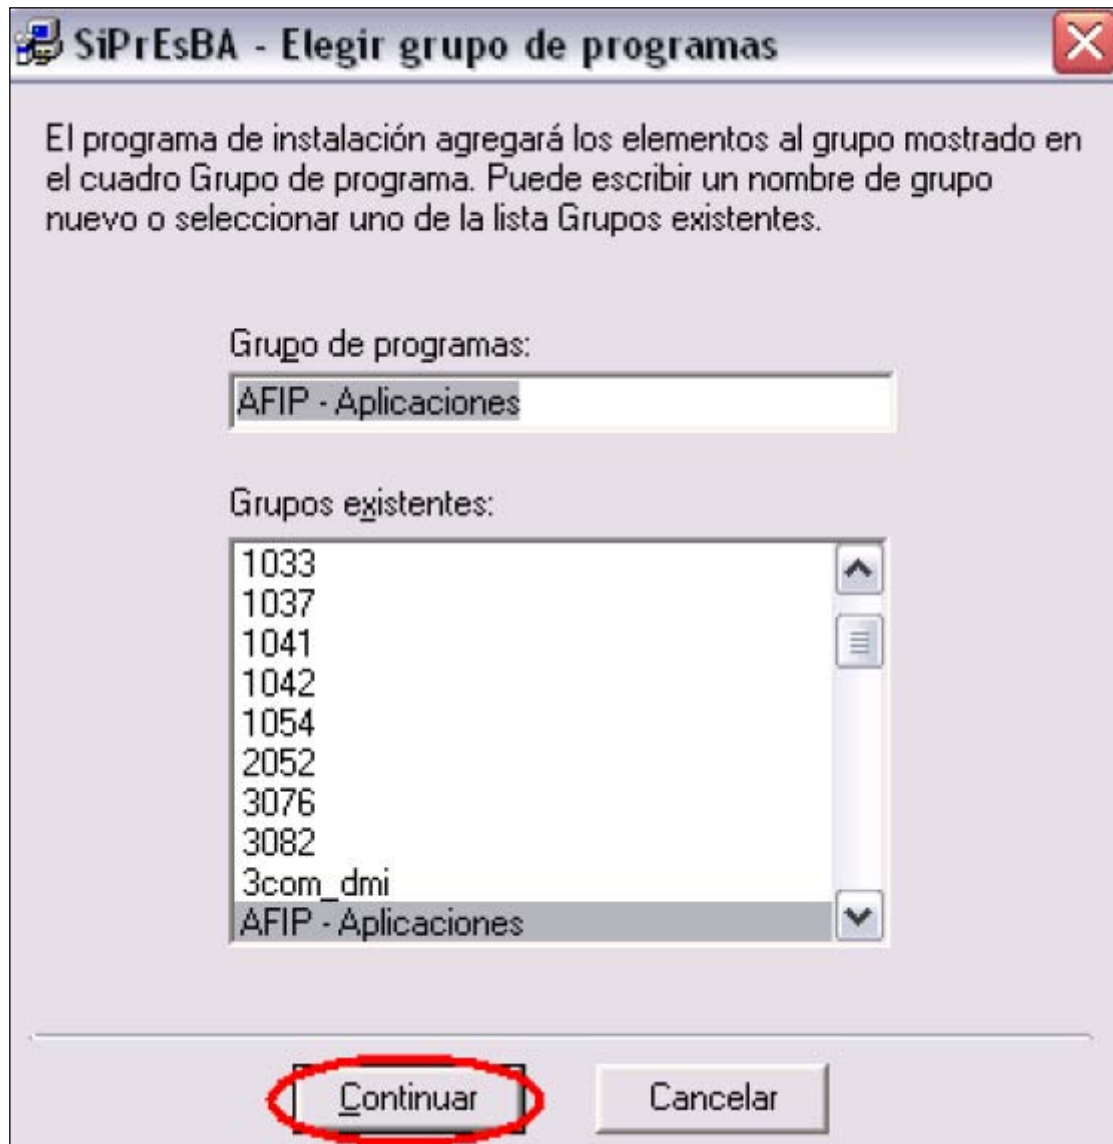 SiPrEsBA - Elegir grupo de programas
El programa de instalación agregará los elementos al grupo mostrado en
el cuadro Grupo de programa. Puede escribir un nombre de grupo
nuevo o seleccionar uno de la lista Grupos existentes.
Grupo de programas:
AFIP - Aplicaciones
Grupos existentes:
1033
1037
1041
1042
1054
2052
3076
3082
3com_dmi
AFIP - Aplicaciones
Continuar Cancelar